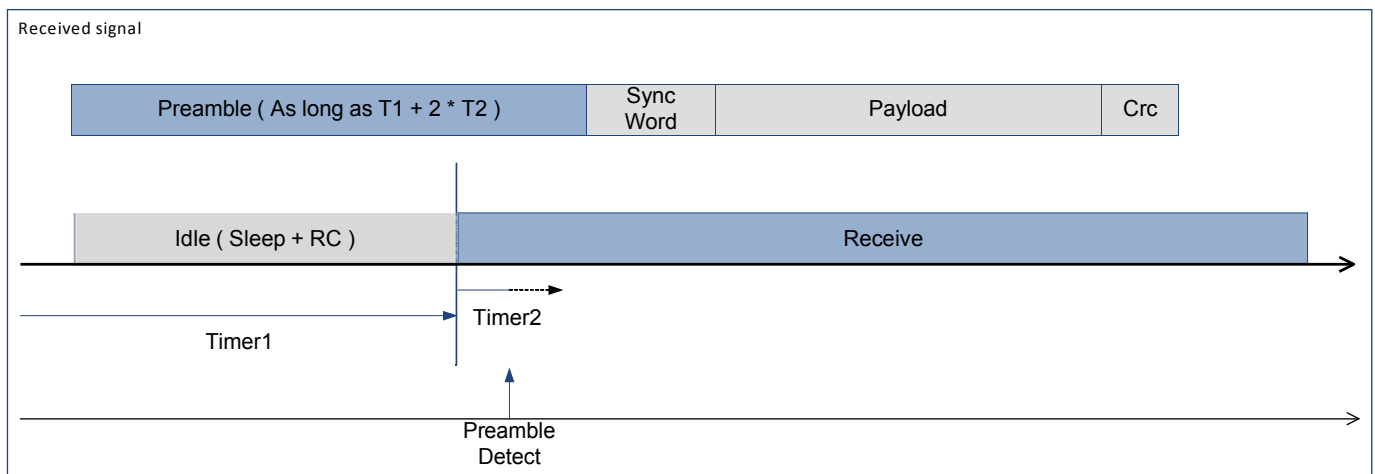 Received signal
Preamble ( As long as T1 + 2 * T2 )
Sync
Word
Payload
Crc
Idle ( Sleep + RC )
Receive
Timer2
Timer1
Preamble
Detect